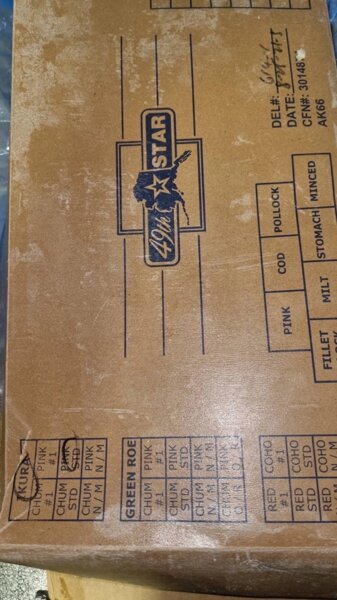 49th STAR
DEL#:
DATE:
CFN#: 30148
AK66
PINK COD POLLOCK
FILLET MILT STOMACH MINCED
IKURA
CHUM #1 PINK #1
CHUM STD PINK STD
CHUM N / M PINK N / M
GREEN ROE
CHUM #1 PINK #1
CHUM STD PINK STD
CHUM N / M PINK N / M
CHUM PINK
RED #1 COHO #1
RED STD COHO STD
RED COHO